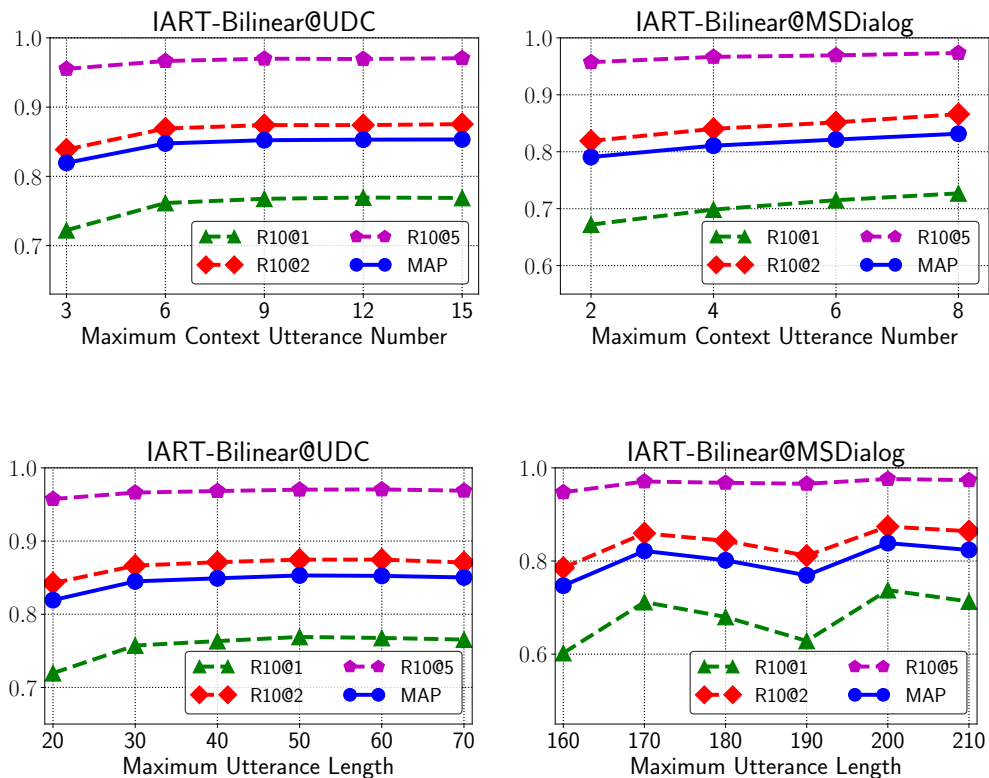 IART-Bilinear@UDC
1.0
0.9
0.8
0.7
R10@1
R10@2
R10@5
MAP
3 6 9 12 15
Maximum Context Utterance Number
IART-Bilinear@MSDialog
1.0
0.9
0.8
0.7
0.6
R10@1
R10@2
R10@5
MAP
2 4 6 8
Maximum Context Utterance Number
IART-Bilinear@UDC
1.0
0.9
0.8
0.7
R10@1
R10@2
R10@5
MAP
20 30 40 50 60 70
Maximum Utterance Length
IART-Bilinear@MSDialog
1.0
0.8
0.6
R10@1
R10@2
R10@5
MAP
160 170 180 190 200 210
Maximum Utterance Length